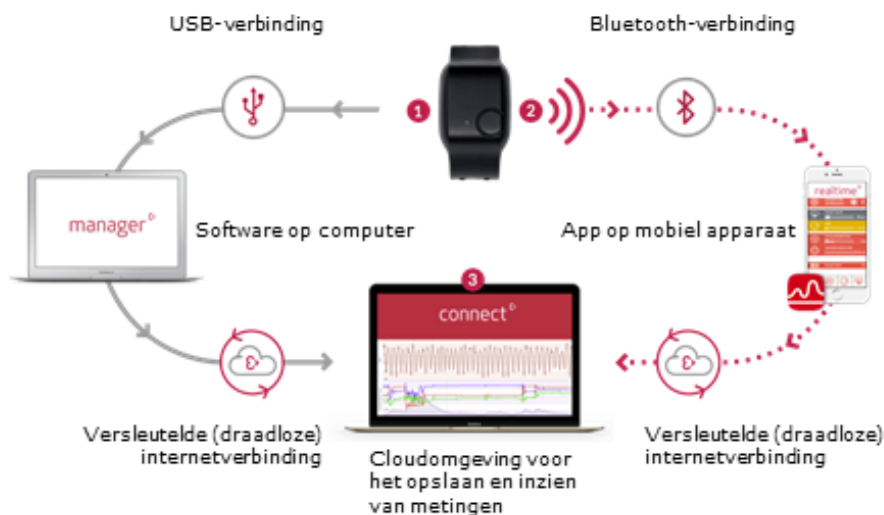 USB-verbinding
Bluetooth-verbinding
1
2
realtime
manager
Software op computer
App op mobiel apparaat
3
connect
Versleutelde (draadloze)
internetverbinding
Cloudomgeving voor
het opslaan en inzien
van metingen
Versleutelde (draadloze)
internetverbinding